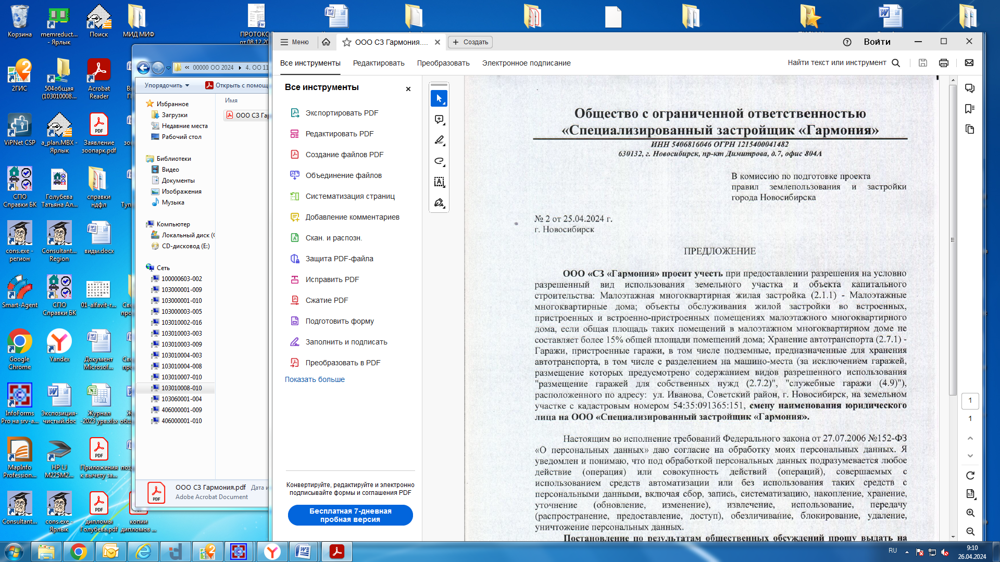 Корзина
memreduct... - Ярлык
Поиск
МИД МИФ
2ГИС
504общая (103010008...
Acrobat Reader
ViPNet CSP
a_plan.MBX - Ярлык
Заявление зоопарк.pdf
СПО Справки БК
Голубева Татьяна Ал...
справки ндфл
cons.exe - регион
Consultant... Region
виды.docx
Smart-Agent
СПО Справки БК
01-alfavit-r...
Google Chrome
Yandex
Документ Microsof...
InfoForms Pro на srv-a...
Экспозиция- чистый.doc
Журнал -2023 урв.xlsx
MapInfo Profession...
HP LJ M225M2...
Приложения к вычету за...
Consultant...
cons.exe - Ярлык
дипломы Голубева.pdf
копии дипломов ...
00000 ОО 2024
4. ОО 11
Упорядочить
Открыть с помощ
Имя
ООО СЗ Гар
Избранное
Загрузки
Недавние места
Рабочий стол
Библиотеки
Видео
Документы
Изображения
Музыка
Компьютер
Локальный диск (
CD-дисковод (E:)
Сеть
100000603-002
103000001-009
103000001-010
103000003-005
103010002-016
103010003-003
103010003-009
103010004-003
103010004-008
103010007-010
103010008-010
103060001-004
406000001-009
406000001-010
ООО СЗ Гармония.pdf Дата и
Adobe Acrobat Document
Меню
ООО СЗ Гармония....
Создать
Войти
Все инструменты
Редактировать
Преобразовать
Электронное подписание
Найти текст или инструмент
Все инструменты
Экспортировать PDF
Редактировать PDF
Создание файлов PDF
Объединение файлов
Систематизация страниц
Добавление комментариев
Скан. и распозн.
Защита PDF-файла
Исправить PDF
Сжатие PDF
Подготовить форму
Заполнить и подписать
Преобразовать в PDF
Показать больше
Конвертируйте, редактируйте и электронно
подписывайте формы и соглашения PDF
Бесплатная 7-дневная
пробная версия
Общество с ограниченной ответственностью
«Специализированный застройщик «Гармония»
ИНН 5406816046 ОГРН 1215400041482
630132, г. Новосибирск, пр-кт Димитрова, д.7, офис 804А
В комиссию по подготовке проекта
правил землепользования и застройки
города Новосибирска
№ 2 от 25.04.2024 г.
г. Новосибирск
ПРЕДЛОЖЕНИЕ
ООО «СЗ «Гармония» просит учесть при предоставлении разрешения на условно
разрешенный вид использования земельного участка и объекта капитального
строительства: Малоэтажная многоквартирная жилая застройка (2.1.1) - Малоэтажные
многоквартирные дома; объекты обслуживания жилой застройки во встроенных,
пристроенных и встроенно-пристроенных помещениях малоэтажного многоквартирного
дома, если общая площадь таких помещений в малоэтажном многоквартирном доме не
составляет более 15% общей площади помещений дома; Хранение автотранспорта (2.7.1) -
Гаражи, пристроенные гаражи, в том числе подземные, предназначенные для хранения
автотранспорта, в том числе с разделением на машино-места (за исключением гаражей,
размещение которых предусмотрено содержанием видов разрешенного использования
"размещение гаражей для собственных нужд (2.7.2)", "служебные гаражи (4.9)"),
расположенного по адресу: ул. Иванова, Советский район, г. Новосибирск, на земельном
участке с кадастровым номером 54:35:091365:151, смену наименования юридического
лица на ООО «Специализированный застройщик «Гармония».
Настоящим во исполнение требований Федерального закона от 27.07.2006 №152-ФЗ
«О персональных данных» даю согласие на обработку моих персональных данных. Я
уведомлен и понимаю, что под обработкой персональных данных подразумевается любое
действие (операция) или совокупность действий (операций), совершаемых с
использованием средств автоматизации или без использования таких средств с
персональными данными, включая сбор, запись, систематизацию, накопление, хранение,
уточнение (обновление, изменение), извлечение, использование, передачу
(распространение, предоставление, доступ), обезличивание, блокирование, удаление,
уничтожение персональных данных.
Постановление по результатам общественных обсуждений прошу выдать на
1
1
RU
9:10
26.04.2024